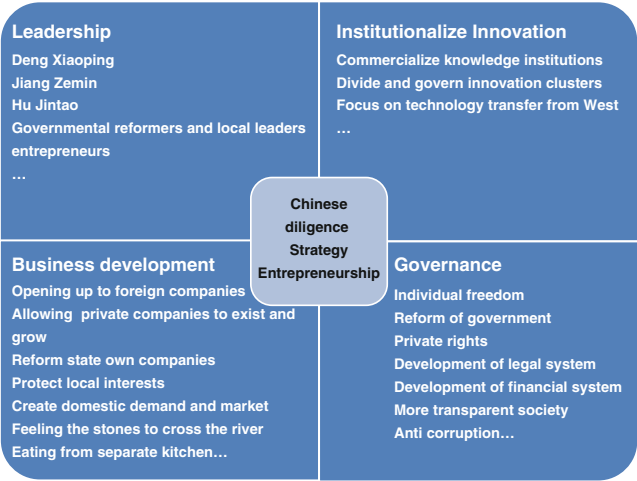 Leadership
Deng Xiaoping
Jiang Zemin
Hu Jintao
Governmental reformers and local leaders
entrepreneurs
…
Institutionalize Innovation
Commercialize knowledge institutions
Divide and govern innovation clusters
Focus on technology transfer from West
…
Chinese
diligence
Strategy
Entrepreneurship
Business development
Opening up to foreign companies
Allowing private companies to exist and
grow
Reform state own companies
Protect local interests
Create domestic demand and market
Feeling the stones to cross the river
Eating from separate kitchen…
Governance
Individual freedom
Reform of government
Private rights
Development of legal system
Development of financial system
More transparent society
Anti corruption…